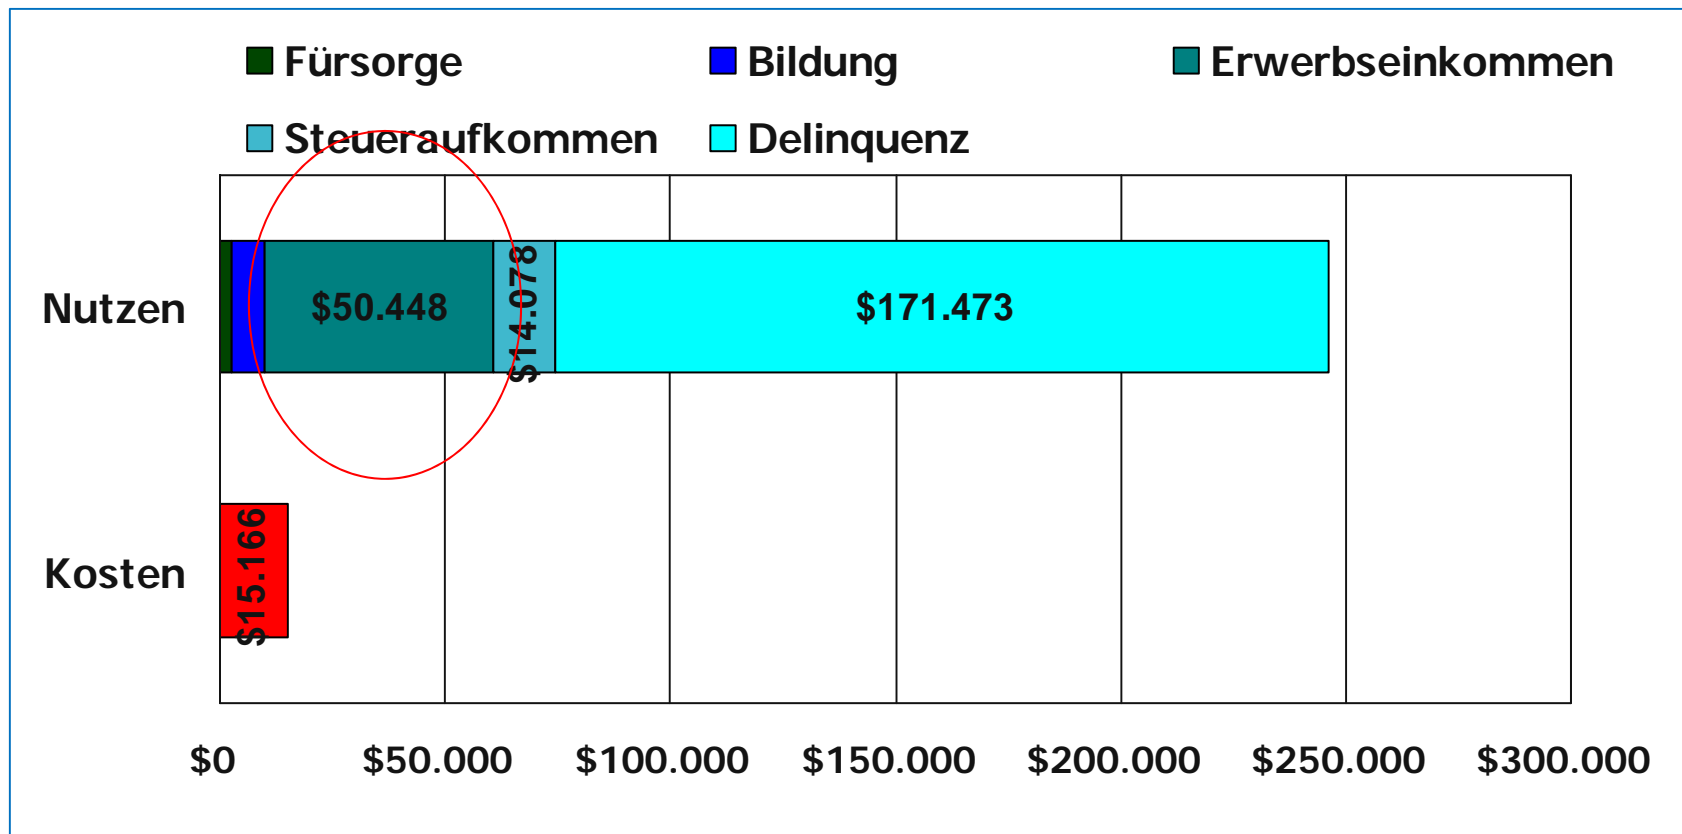 Fürsorge Bildung Erwerbseinkommen
Steueraufkommen Delinquenz
Nutzen $50.448 $14.078 $171.473
Kosten $15.166
$0 $50.000 $100.000 $150.000 $200.000 $250.000 $300.000